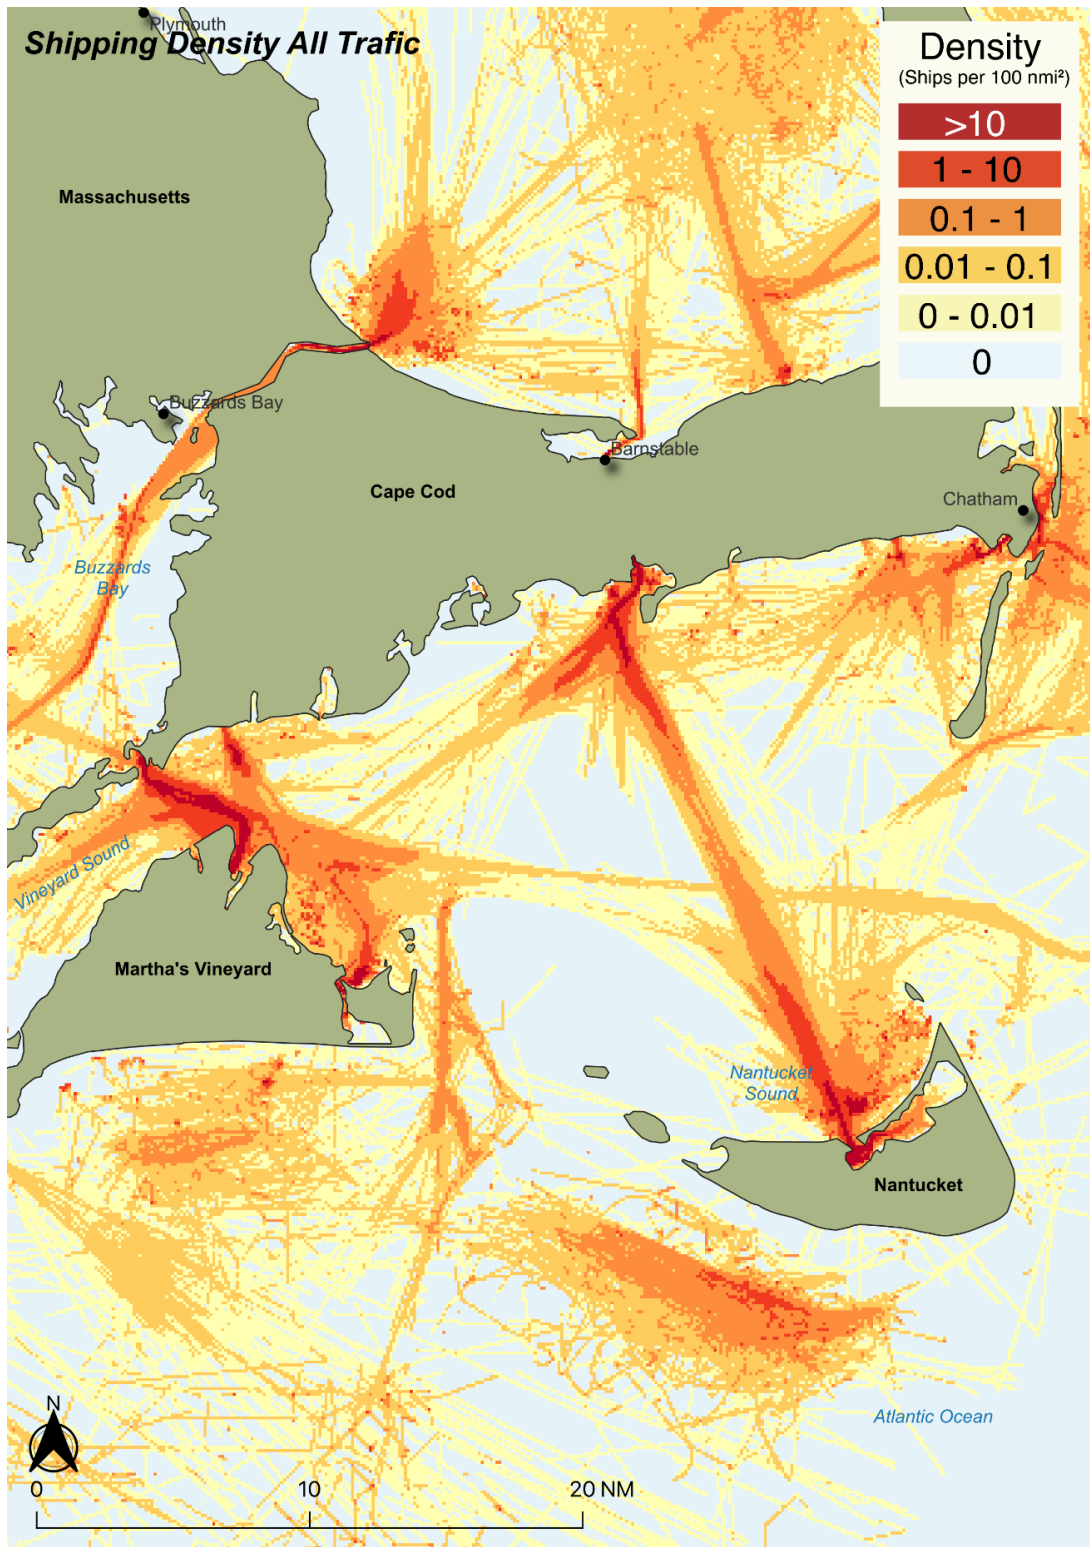 Plymouth
Shipping Density All Trafic
Density
(Ships per 100 nmi²)
>10
1 - 10
0.1 - 1
0.01 - 0.1
0 - 0.01
0
Massachusetts
Buzzards Bay
Barnstable
Cape Cod
Chatham
Buzzards
Bay
Vineyard Sound
Martha's Vineyard
Nantucket
Sound
Nantucket
Atlantic Ocean
N
0 10 20 NM